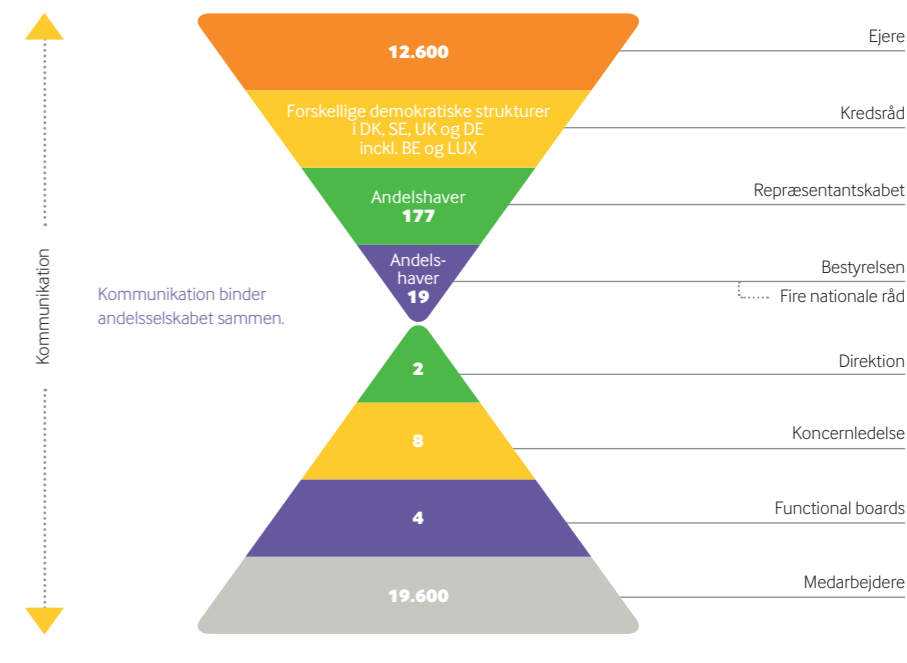 12.600
Ejere
Forskellige demokratiske strukturer
i DK, SE, UK og DE
inckl. BE og LUX
Kredsråd
Andelshaver
177
Repræsentantskabet
Andels-
haver
19
Bestyrelsen
Fire nationale råd
Kommunikation
Kommunikation binder
andelsselskabet sammen.
2
Direktion
8
Koncernledelse
4
Functional boards
19.600
Medarbejdere